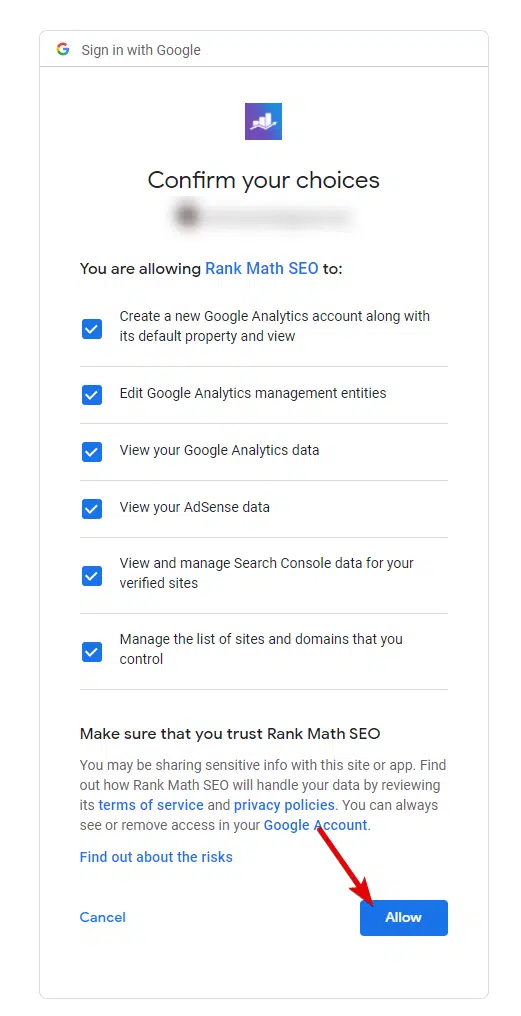 Sign in with Google
Confirm your choices
You are allowing Rank Math SEO to:
Create a new Google Analytics account along with
its default property and view
Edit Google Analytics management entities
View your Google Analytics data
View your AdSense data
View and manage Search Console data for your
verified sites
Manage the list of sites and domains that you
control
Make sure that you trust Rank Math SEO
You may be sharing sensitive info with this site or app. Find
out how Rank Math SEO will handle your data by reviewing
its terms of service and privacy policies. You can always
see or remove access in your Google Account.
Find out about the risks
Cancel
Allow